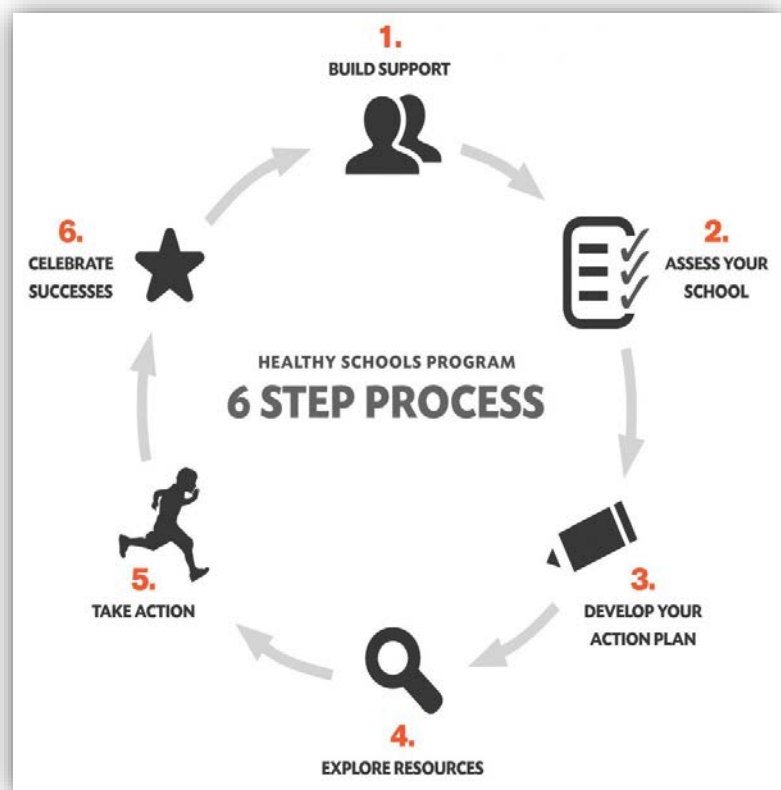 1.
BUILD SUPPORT
2.
ASSESS YOUR
SCHOOL
3.
DEVELOP YOUR
ACTION PLAN
4.
EXPLORE RESOURCES
5.
TAKE ACTION
6.
CELEBRATE
SUCCESSES
HEALTHY SCHOOLS PROGRAM
6 STEP PROCESS